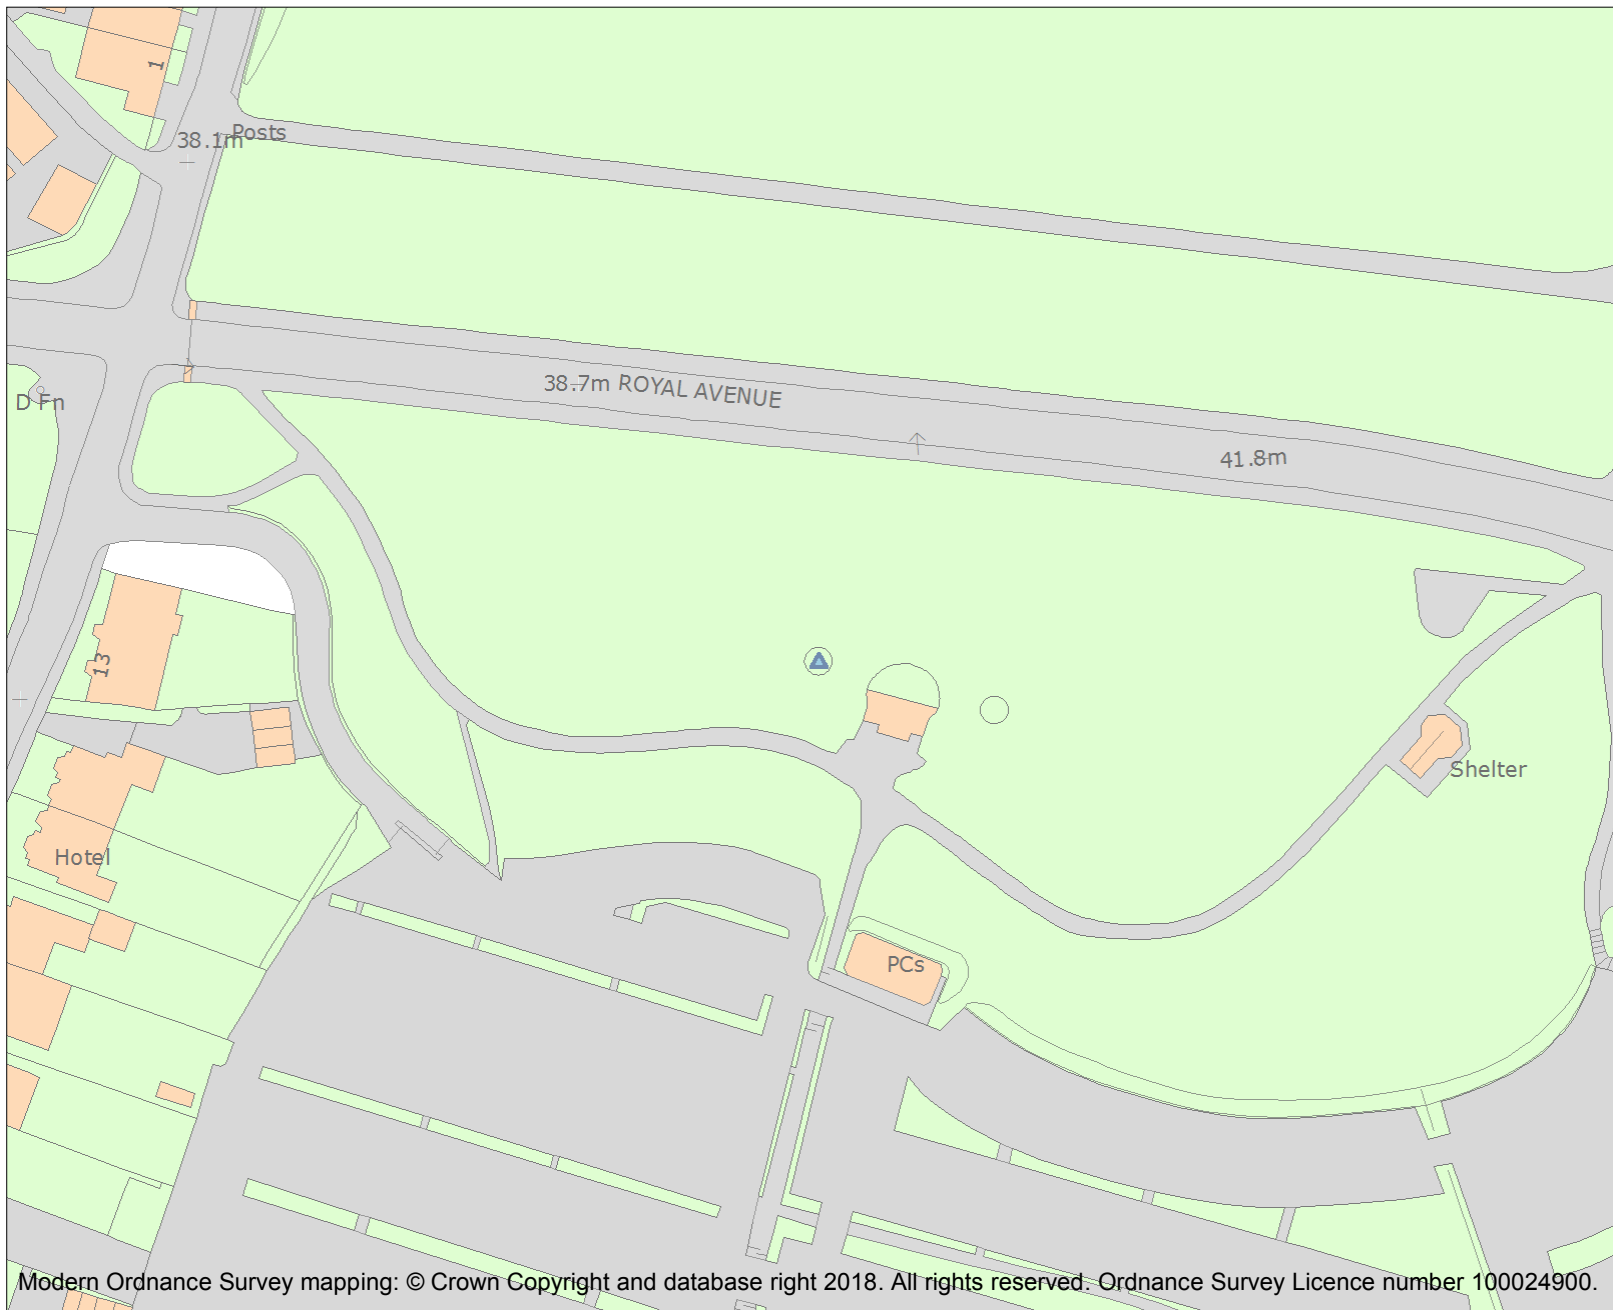 1
38.1m
Posts
38.7m ROYAL AVENUE
D Fn
41.8m
13
Shelter
Hotel
PCs
Modern Ordnance Survey mapping: © Crown Copyright and database right 2018. All rights reserved. Ordnance Survey Licence number 100024900.